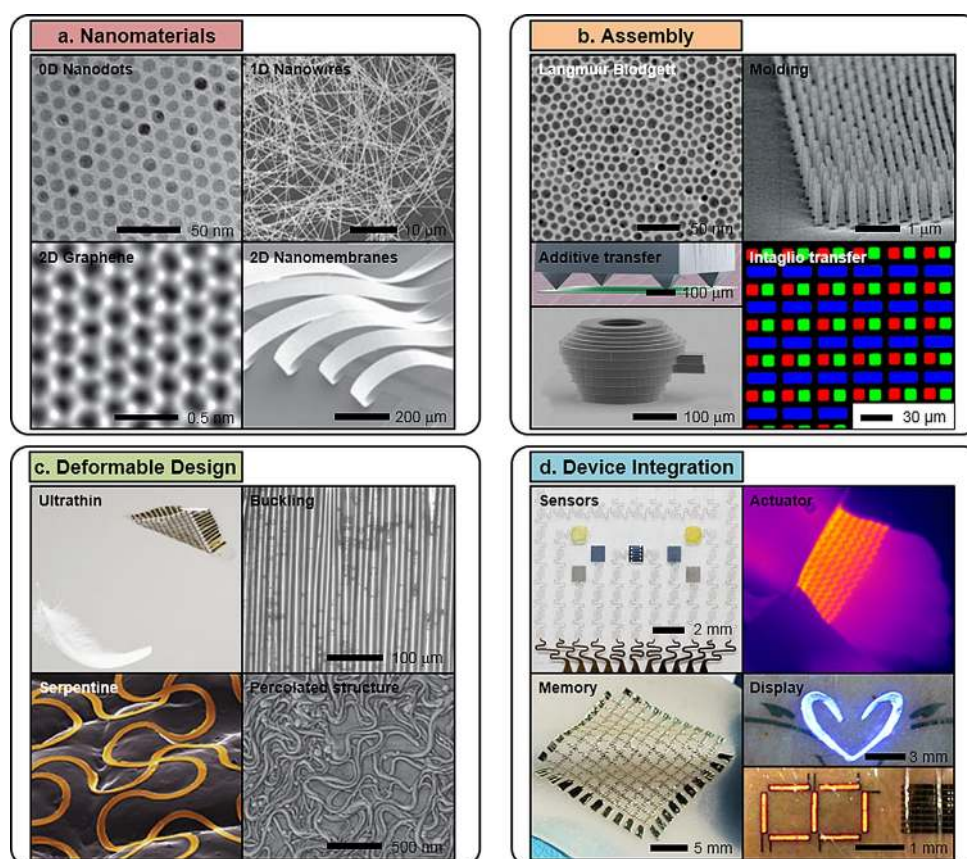 a. Nanomaterials
0D Nanodots
1D Nanowires
50 nm
10 μm
2D Graphene
2D Nanomembranes
0.5 nm
200 μm
b. Assembly
Langmuir Blodgett
Molding
50 nm
1 μm
Additive transfer
Intaglio transfer
100 μm
100 μm
30 μm
c. Deformable Design
Ultrathin
Buckling
100 μm
Serpentine
Percolated structure
500 nm
d. Device Integration
Sensors
Actuator
2 mm
Memory
Display
3 mm
5 mm
1 mm